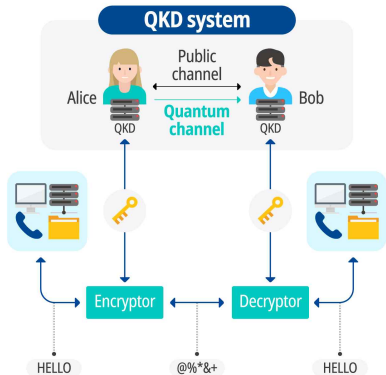 QKD system
Public
channel
Alice
Bob
Quantum
channel
QKD
QKD
Encryptor
Decryptor
HELLO
@%*&+
HELLO